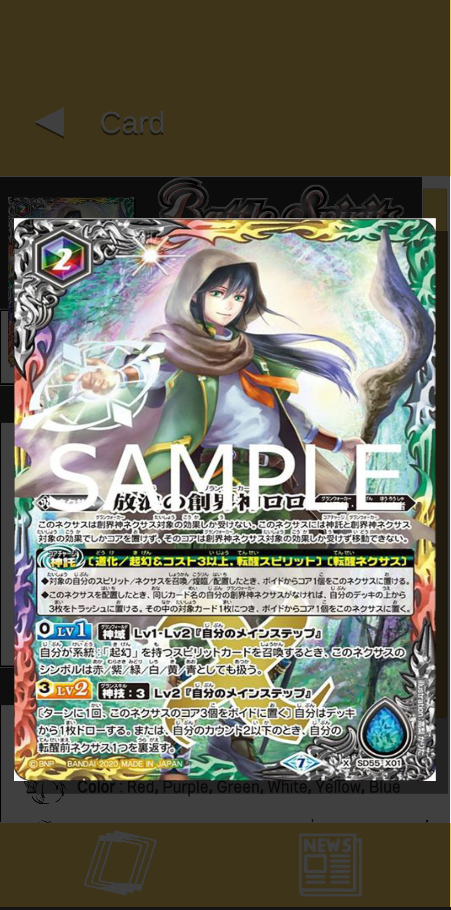 Card
Battle Spirits
2
SAMPLE
放浪の創界神ロロ
このネクサスは創界神ネクサス対象の効果しか受けない。このネクサスには神託と創界神ネクサス
対象の効果でしかコアを置けず、そのコアは創界神ネクサス対象の効果以外で移動できない。
神託 〔道化/起幻&コスト3以上,転醒スピリット〕〔転醒ネクサス〕
◆対象の自分のスピリット/ネクサスを召喚/煌臨/配置したとき、ボイドからコア1個をこのネクサスに置ける。
◆このネクサスを配置したとき、同じカード名の自分の創界神ネクサスがなければ、自分のデッキの上から
3枚をトラッシュに置ける。その中の対象カード1枚につき、ボイドからコア1個をこのネクサスに置く。
0 LV1 神域 Lv1・Lv2『自分のメインステップ』
自分が系統:「起幻」を持つスピリットカードを召喚するとき、このネクサスの
シンボルは赤/紫/緑/白/黄/青としても扱う。
3 LV2 神技:3 Lv2『自分のメインステップ』
〔ターンに1回、このネクサスのコア3個をボイドに置く〕自分はデッキ
から1枚ドローする。または、自分のカウント2以下のとき、自分の
転醒前ネクサス1つを裏返す。
7
X SD55 X01
©BNP BANDAI 2020 MADE IN JAPAN
Color : Red, Purple, Green, White, Yellow, Blue
NEWS